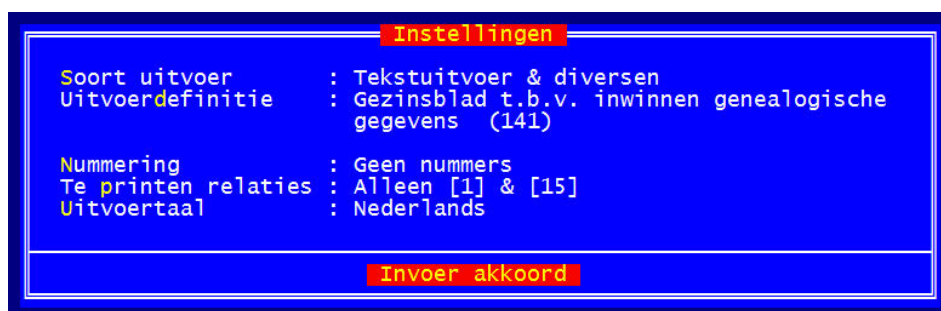 Instellingen
Soort uitvoer : Tekstuitvoer & diversen
Uitvoerdefinitie : Gezinsblad t.b.v. inwinnen genealogische
gegevens (141)
Nummering : Geen nummers
Te printen relaties : Alleen [1] & [15]
Uitvoertaal : Nederlands
Invoer akkoord